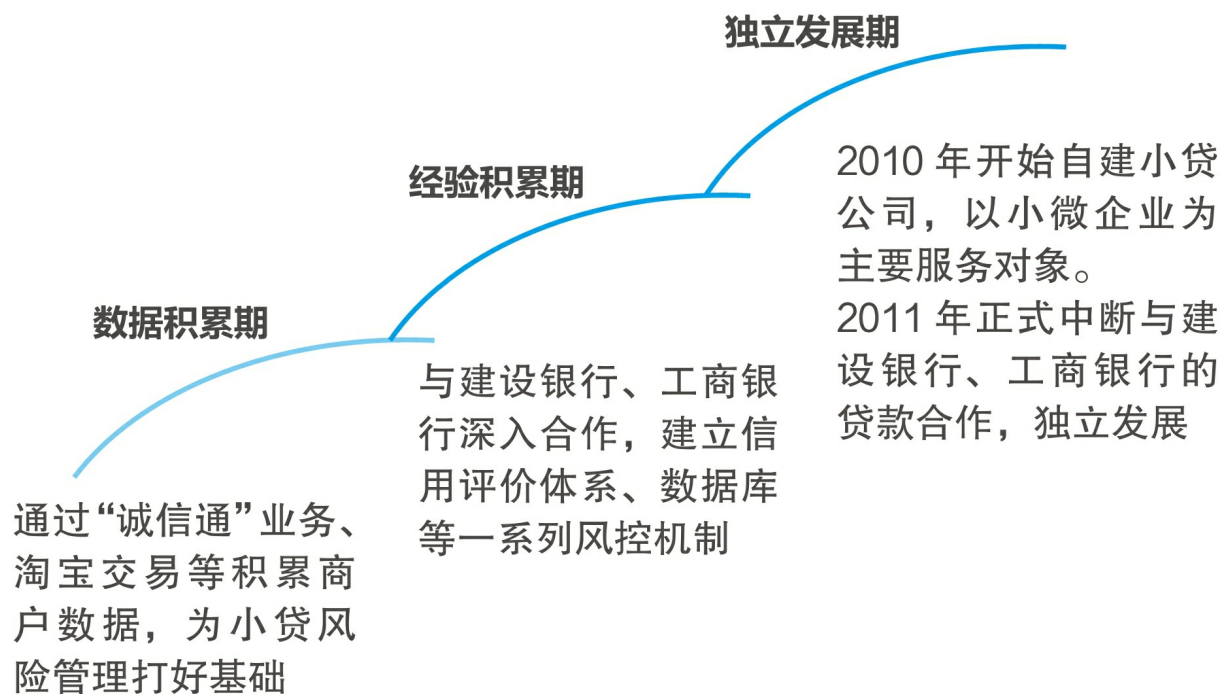 独立发展期
2010 年开始自建小贷
公司，以小微企业为
主要服务对象。
2011 年正式中断与建
设银行、工商银行的
贷款合作，独立发展
经验积累期
与建设银行、工商银
行深入合作，建立信
用评价体系、数据库
等一系列风控机制
数据积累期
通过“诚信通”业务、
淘宝交易等积累商
户数据，为小贷风
险管理打好基础